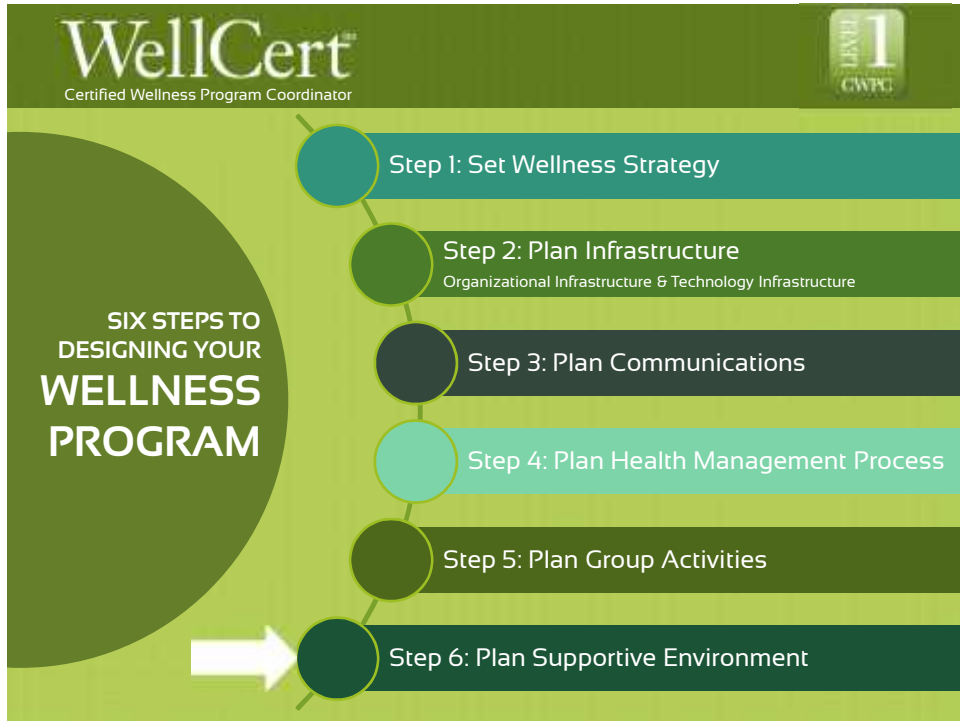 WellCert
Certified Wellness Program Coordinator
LEVEL 1
CWPC
SIX STEPS TO
DESIGNING YOUR
WELLNESS
PROGRAM
Step 1: Set Wellness Strategy
Step 2: Plan Infrastructure
Organizational Infrastructure & Technology Infrastructure
Step 3: Plan Communications
Step 4: Plan Health Management Process
Step 5: Plan Group Activities
Step 6: Plan Supportive Environment